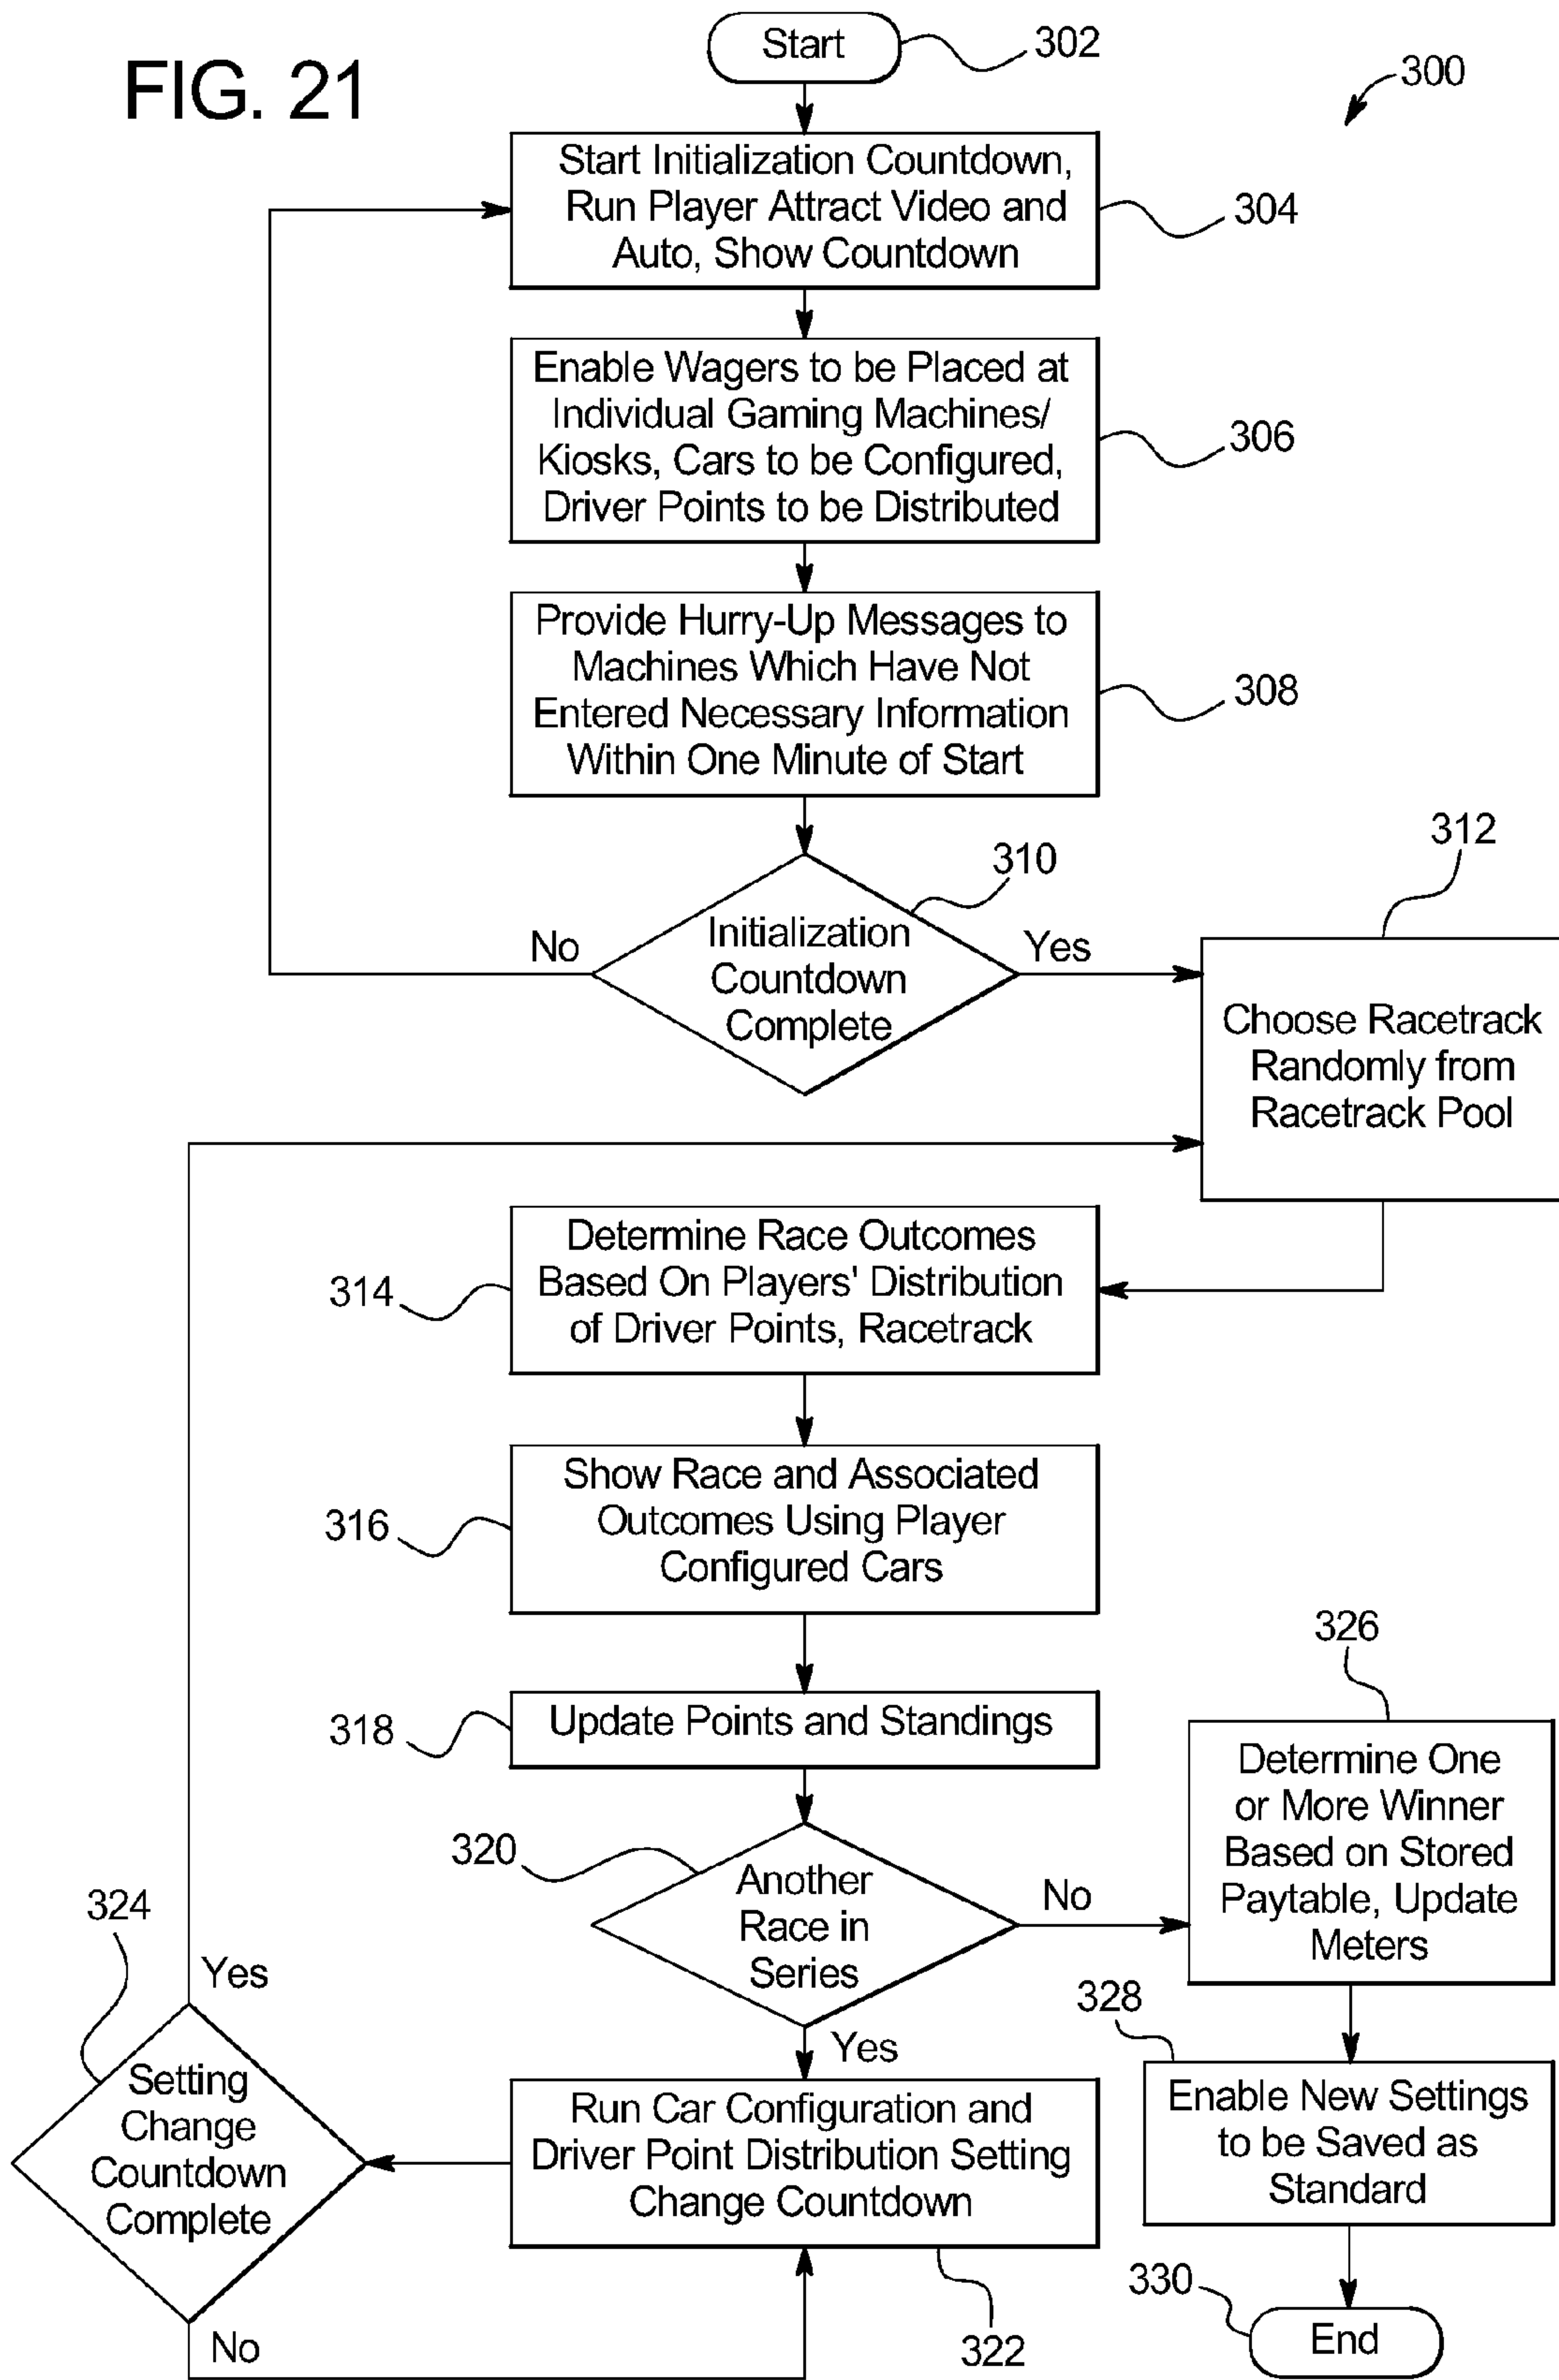 FIG. 21
Start
302
300
Start Initialization Countdown,
Run Player Attract Video and
Auto, Show Countdown
304
Enable Wagers to be Placed at
Individual Gaming Machines/
Kiosks, Cars to be Configured,
Driver Points to be Distributed
306
Provide Hurry-Up Messages to
Machines Which Have Not
Entered Necessary Information
Within One Minute of Start
308
310
Initialization
Countdown
Complete
No
Yes
312
Choose Racetrack
Randomly from
Racetrack Pool
Determine Race Outcomes
Based On Players' Distribution
of Driver Points, Racetrack
314
Show Race and Associated
Outcomes Using Player
Configured Cars
316
Update Points and Standings
318
320
Another
Race in
Series
No
Yes
326
Determine One
or More Winner
Based on Stored
Paytable, Update
Meters
324
Yes
Setting
Change
Countdown
Complete
No
Run Car Configuration and
Driver Point Distribution Setting
Change Countdown
322
328
Enable New Settings
to be Saved as
Standard
330
End